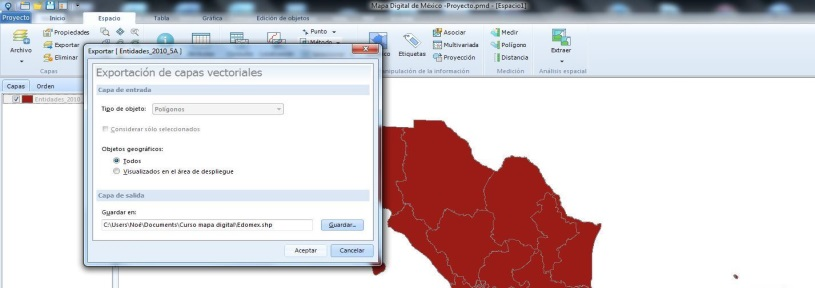 Mapa Digital de México -Proyecto.pmd - [Espacio1]
Proyecto Inicio Espacio Tabla Gráfica Edición de objetos
Archivo
Propiedades
Exportar
Eliminar
Capas
Punto
Método
Etiquetas
Asociar
Multivariada
Proyección
Medir
Polígono
Distancia
Medición
Extraer
Análisis espacial
de la información
Capas Orden
Entidades_2010
Exportar [ Entidades_2010_5A ]
Exportación de capas vectoriales
Capa de entrada
Tipo de objeto: Polígonos
Considerar sólo seleccionados
Objetos geográficos:
Todos
Visualizados en el área de despliegue
Capa de salida
Guardar en:
C:\Users\Noé\Documents\Curso mapa digital\Edomex.shp Guardar...
Aceptar Cancelar